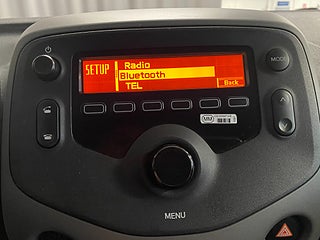 SETUP
Radio
Bluetooth
TEL
Back
MODE
MENU